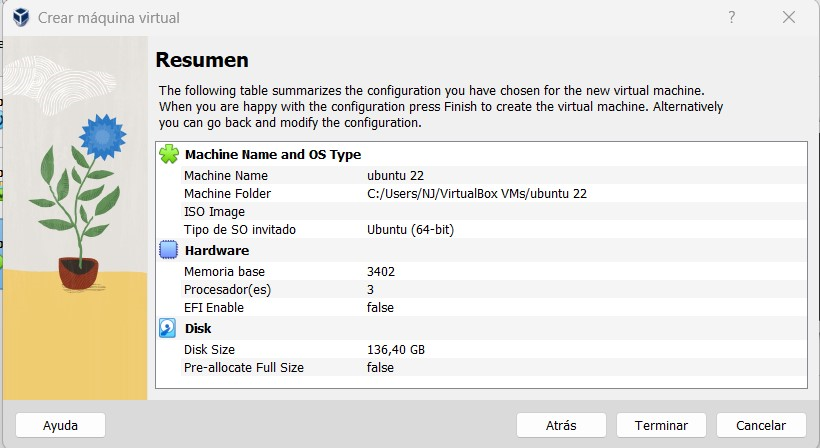 Crear máquina virtual
Resumen
The following table summarizes the configuration you have chosen for the new virtual machine.
When you are happy with the configuration press Finish to create the virtual machine. Alternatively
you can go back and modify the configuration.
Machine Name and OS Type
Machine Name ubuntu 22
Machine Folder C:/Users/NJ/VirtualBox VMs/ubuntu 22
ISO Image
Tipo de SO invitado Ubuntu (64-bit)
Hardware
Memoria base 3402
Procesador(es) 3
EFI Enable false
Disk
Disk Size 136,40 GB
Pre-allocate Full Size false
Ayuda Atrás Terminar Cancelar